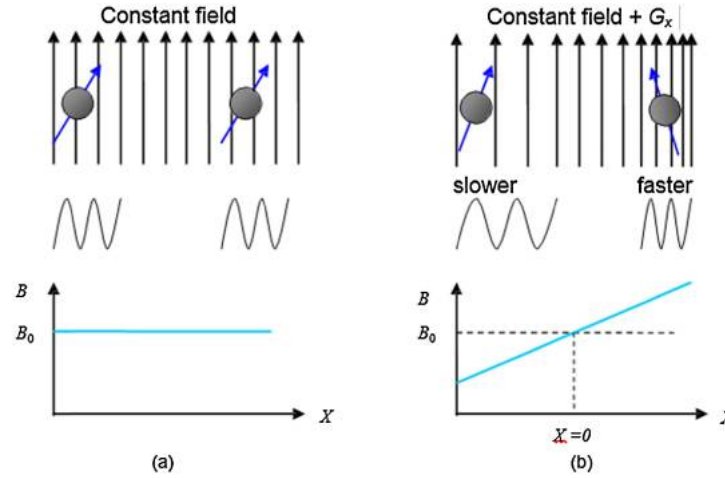 Constant field
B
B0
X
(a)
Constant field + Gx
slower faster
B
B0
X
X =0
(b)